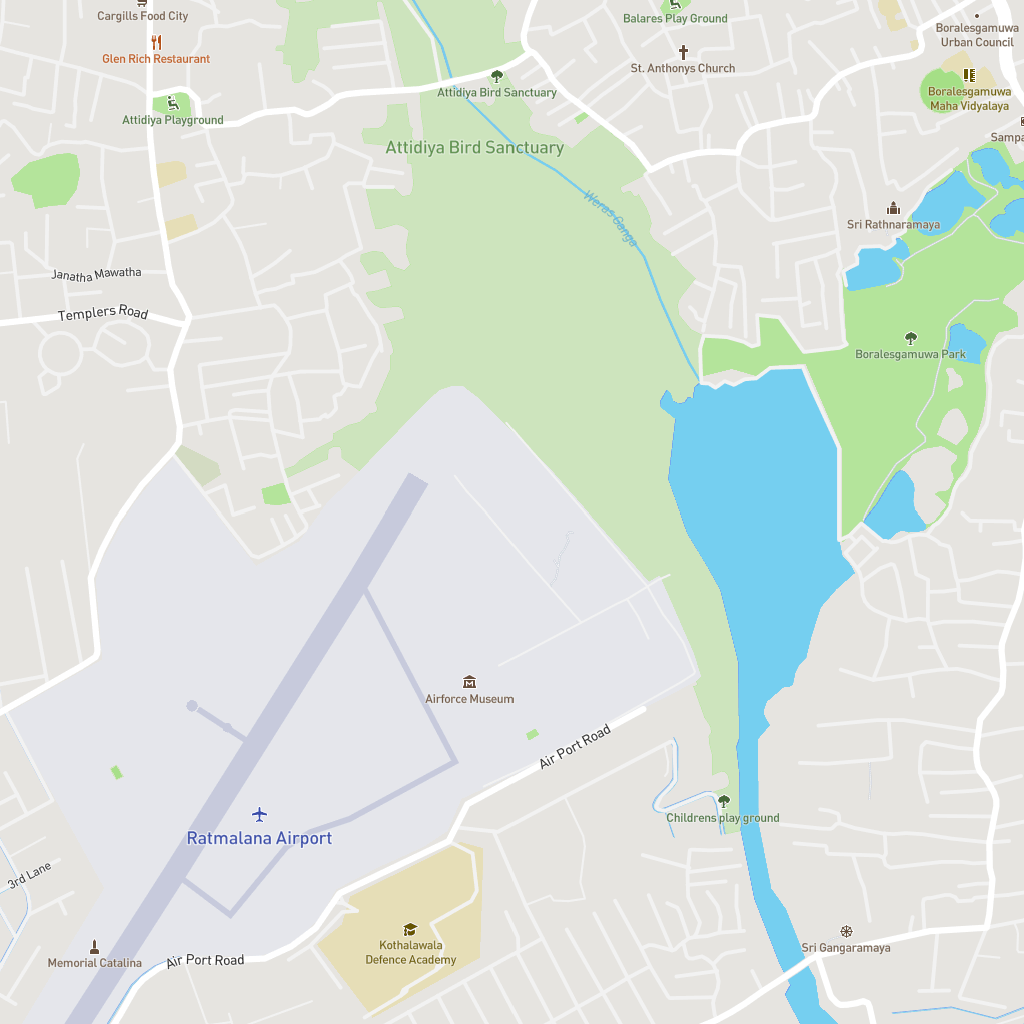 Cargills Food City
Glen Rich Restaurant
Balares Play Ground
Boralesgamuwa
Urban Council
St. Anthonys Church
Attidiya Bird Sanctuary
Boralesgamuwa
Maha Vidyalaya
Attidiya Playground
Sampa
Attidiya Bird Sanctuary
Weras Ganga
Sri Rathnaramaya
Janatha Mawatha
Templers Road
Boralesgamuwa Park
Airforce Museum
Air Port Road
Childrens play ground
Ratmalana Airport
3rd Lane
Kothalawala
Defence Academy
Sri Gangaramaya
Memorial Catalina
Air Port Road